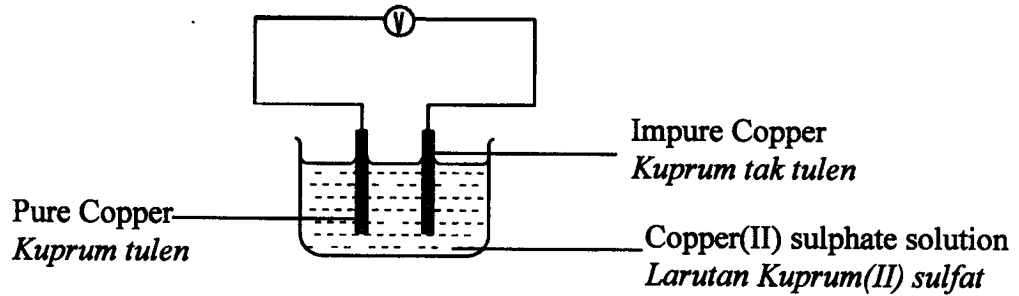 V
Impure Copper
Kuprum tak tulen
Pure Copper
Kuprum tulen
Copper(II) sulphate solution
Larutan Kuprum(II) sulfat